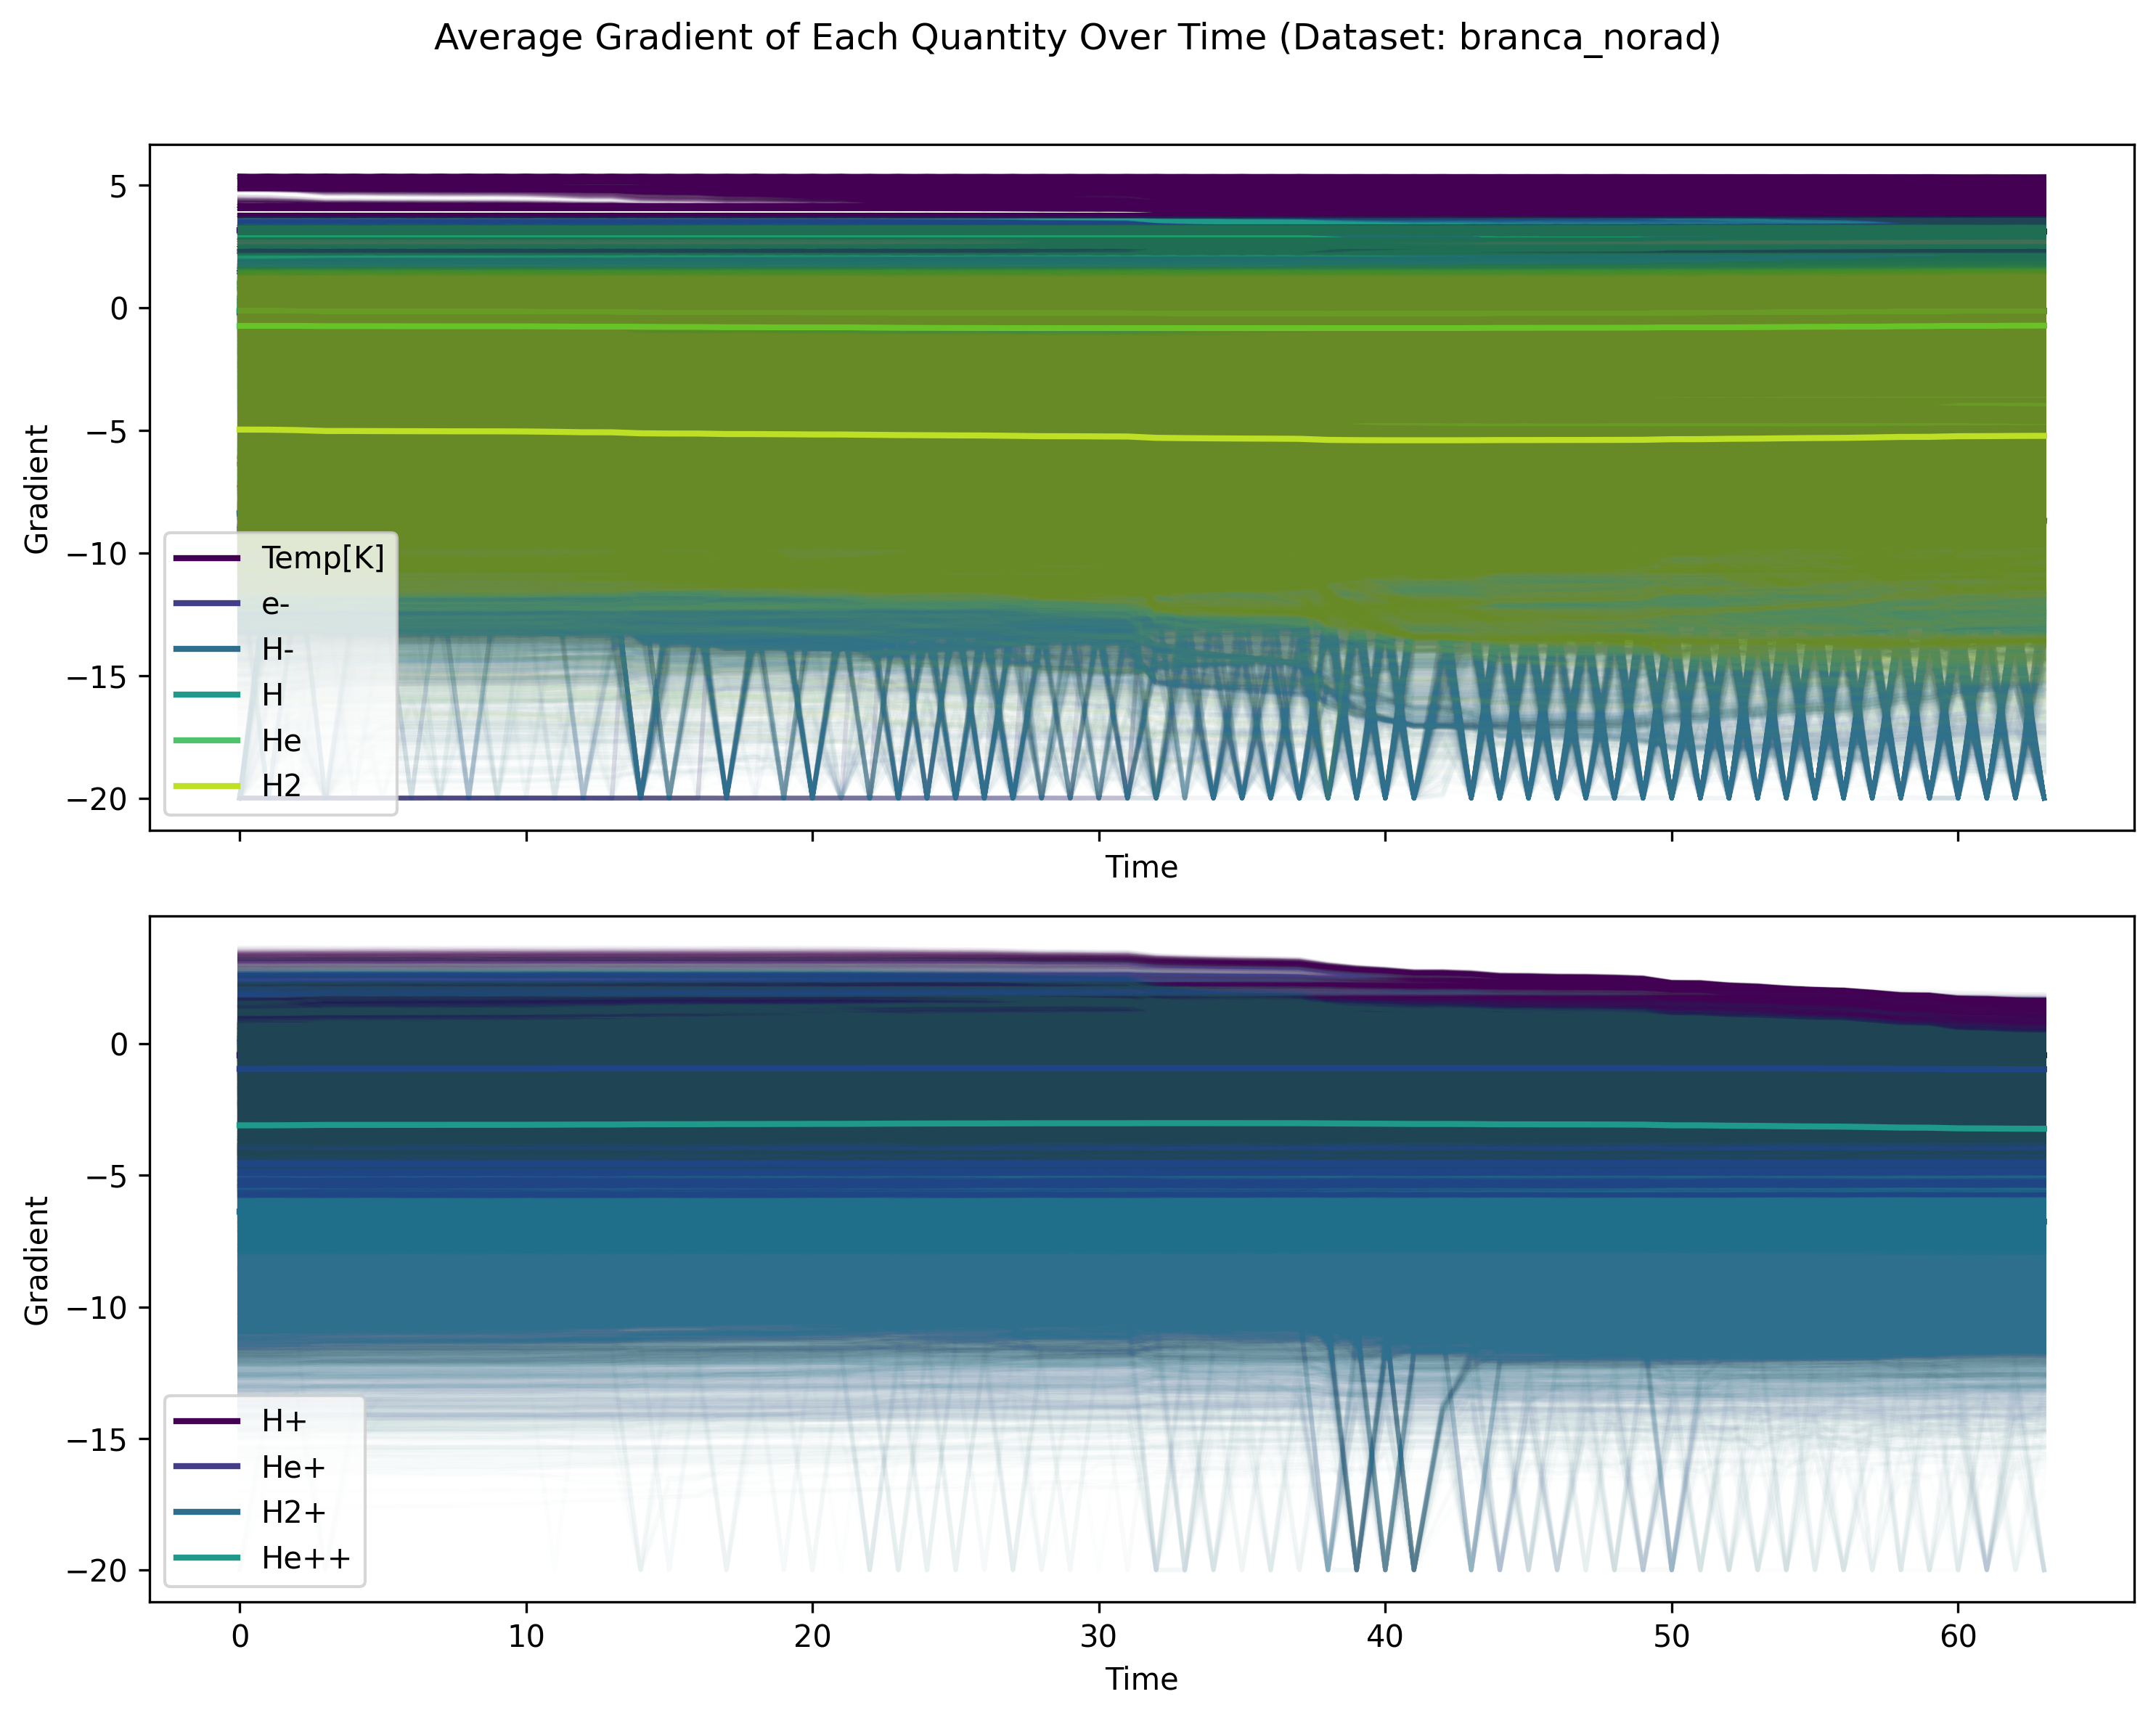 Average Gradient of Each Quantity Over Time (Dataset: branca_norad)
5
0
−5
−10
−15
−20
Gradient
Temp[K]
e-
H-
H
He
H2
Time
0
−5
−10
−15
−20
Gradient
H+
He+
H2+
He++
0 10 20 30 40 50 60
Time